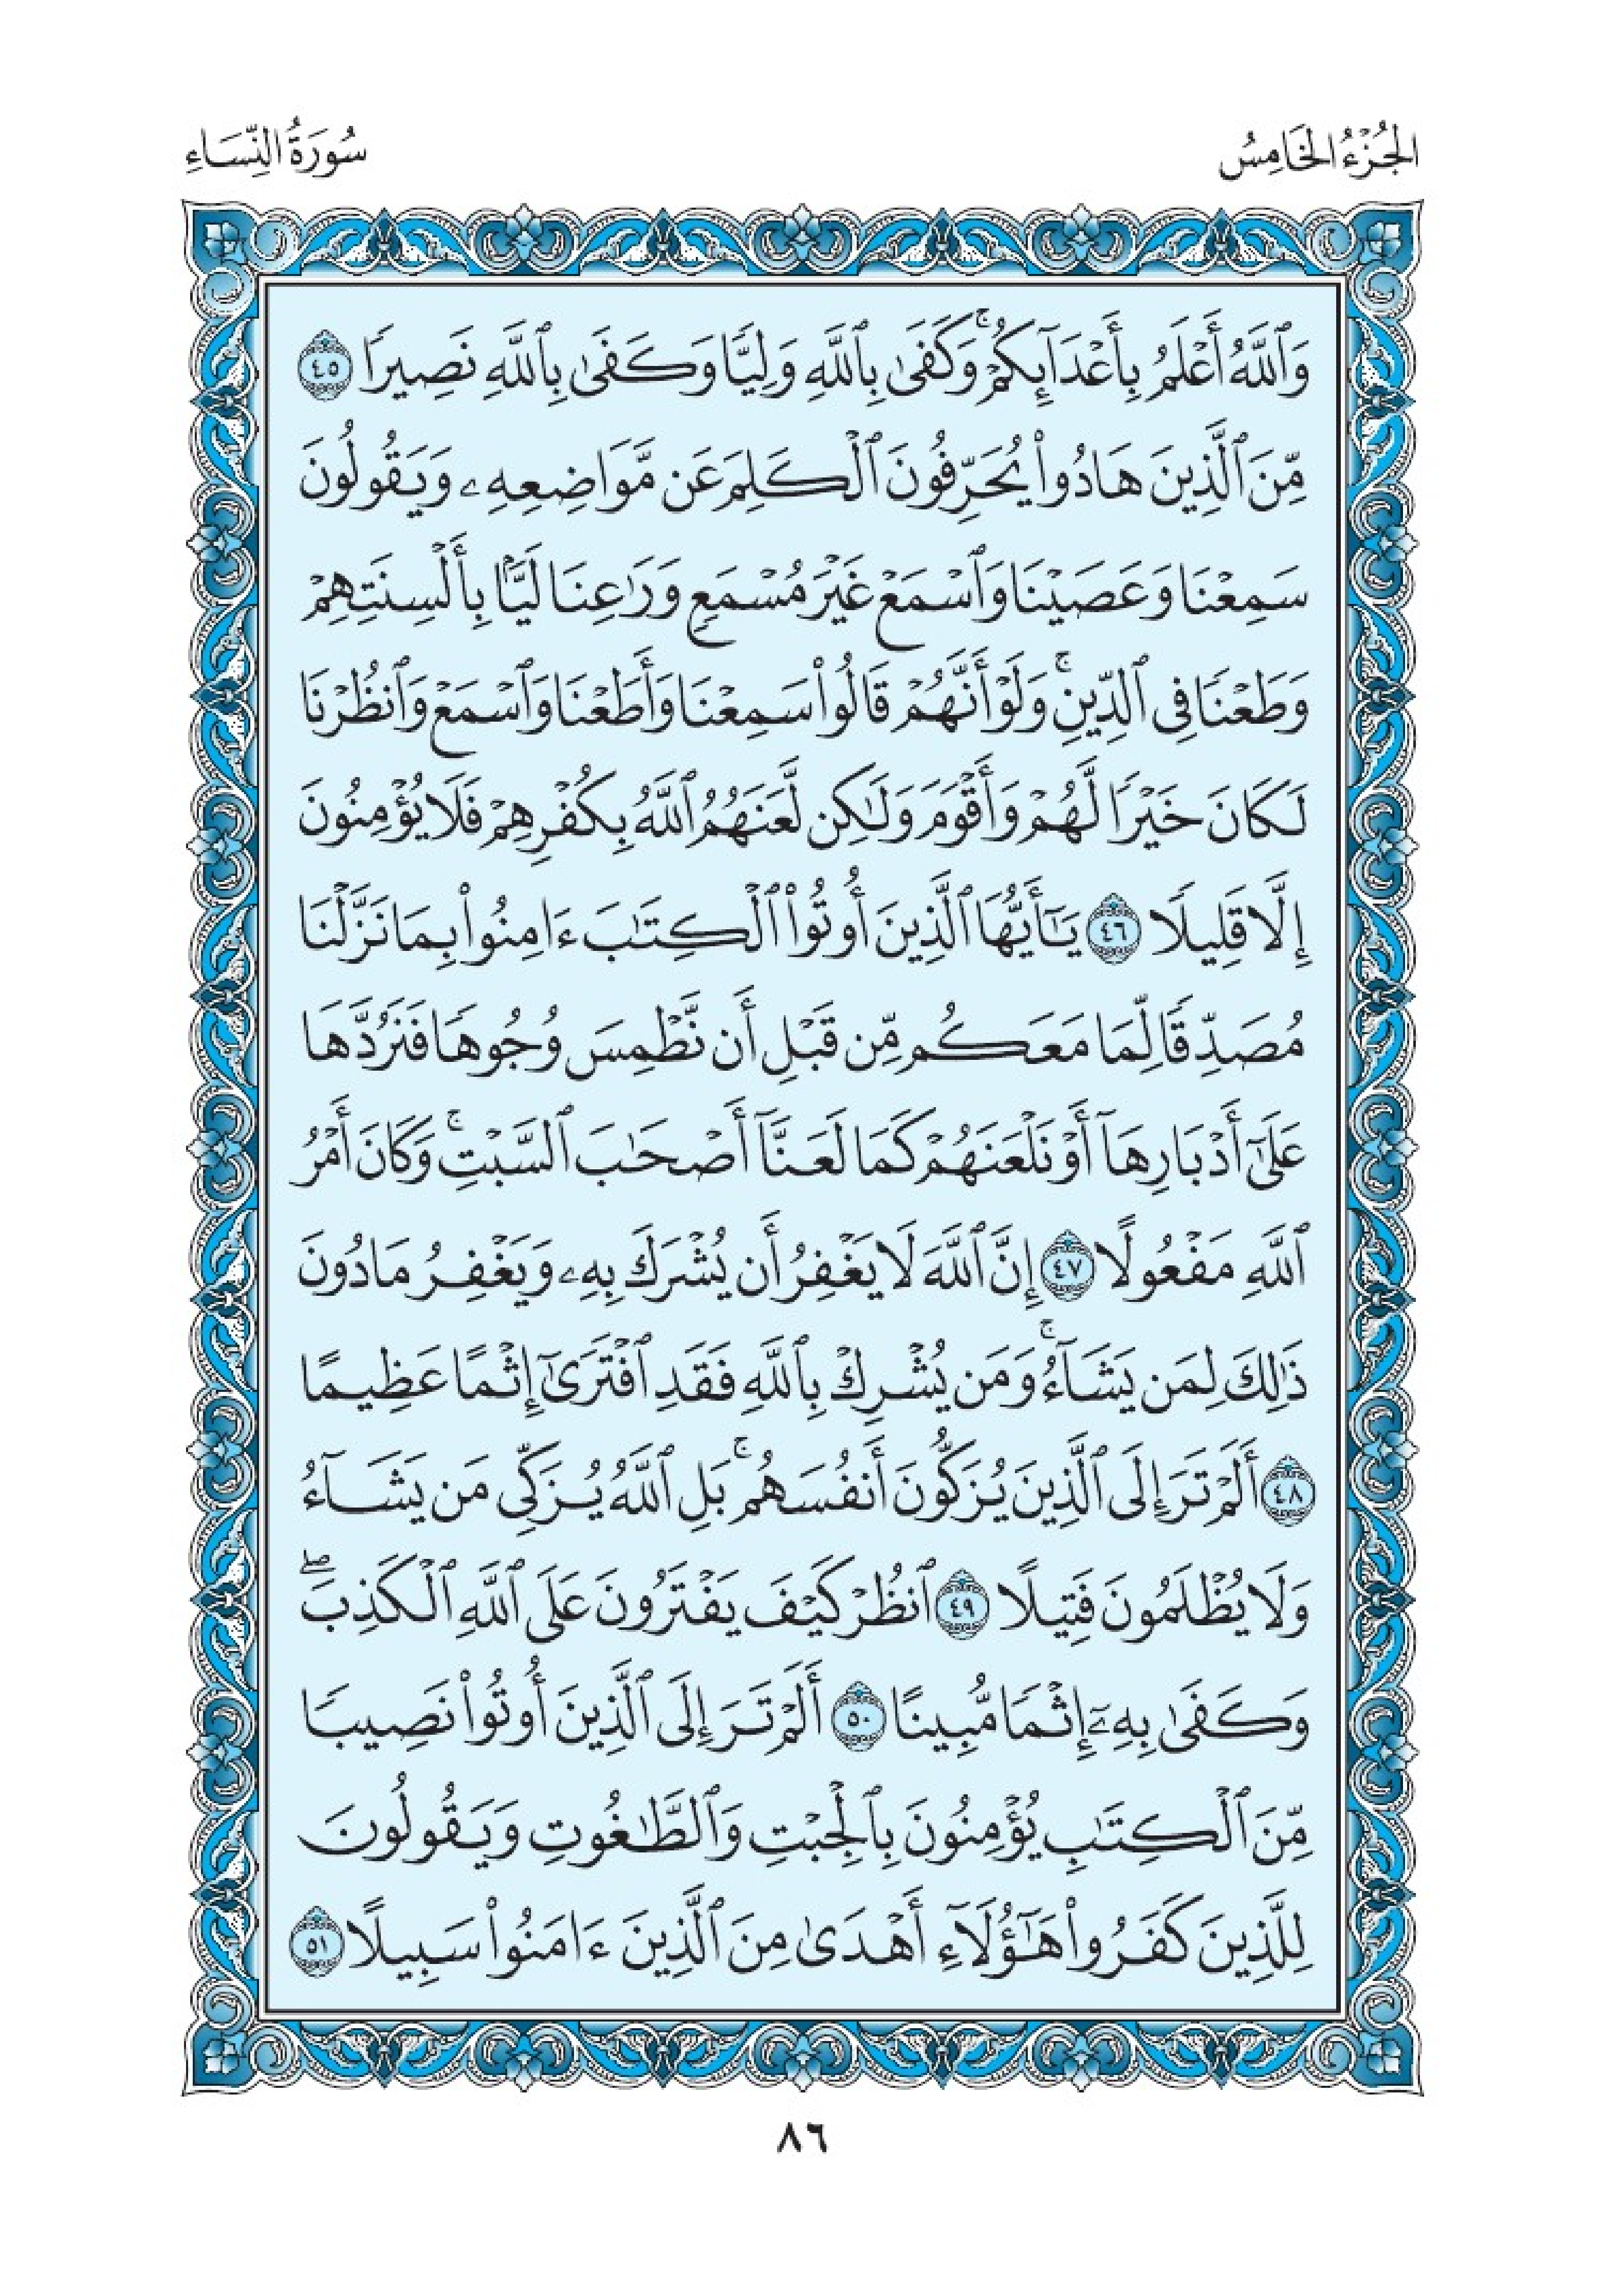 الجُزْءُ الخَامِسُ
سُورَةُ النِّسَاءِ
وَٱللَّهُ أَعْلَمُ بِأَعْدَآئِكُمْۚ وَكَفَىٰ بِٱللَّهِ وَلِيًّا وَكَفَىٰ بِٱللَّهِ نَصِيرًا ٤٥
مِّنَ ٱلَّذِينَ هَادُواْ يُحَرِّفُونَ ٱلْكَلِمَ عَن مَّوَاضِعِهِۦ وَيَقُولُونَ
سَمِعْنَا وَعَصَيْنَا وَٱسْمَعْ غَيْرَ مُسْمَعٍ وَرَٰعِنَا لَيًّۢا بِأَلْسِنَتِهِمْ
وَطَعْنًا فِى ٱلدِّينِۚ وَلَوْ أَنَّهُمْ قَالُواْ سَمِعْنَا وَأَطَعْنَا وَٱسْمَعْ وَٱنظُرْنَا
لَكَانَ خَيْرًا لَّهُمْ وَأَقْوَمَ وَلَٰكِن لَّعَنَهُمُ ٱللَّهُ بِكُفْرِهِمْ فَلَا يُؤْمِنُونَ
إِلَّا قَلِيلًا ٤٦ يَٰٓأَيُّهَا ٱلَّذِينَ أُوتُواْ ٱلْكِتَٰبَ ءَامِنُواْ بِمَا نَزَّلْنَا
مُصَدِّقًا لِّمَا مَعَكُم مِّن قَبْلِ أَن نَّطْمِسَ وُجُوهًا فَنَرُدَّهَا
عَلَىٰٓ أَدْبَارِهَآ أَوْ نَلْعَنَهُمْ كَمَا لَعَنَّآ أَصْحَٰبَ ٱلسَّبْتِۚ وَكَانَ أَمْرُ
ٱللَّهِ مَفْعُولًا ٤٧ إِنَّ ٱللَّهَ لَا يَغْفِرُ أَن يُشْرَكَ بِهِۦ وَيَغْفِرُ مَا دُونَ
ذَٰلِكَ لِمَن يَشَآءُۚ وَمَن يُشْرِكْ بِٱللَّهِ فَقَدِ ٱفْتَرَىٰٓ إِثْمًا عَظِيمًا
٤٨ أَلَمْ تَرَ إِلَى ٱلَّذِينَ يُزَكُّونَ أَنفُسَهُمۚ بَلِ ٱللَّهُ يُزَكِّى مَن يَشَآءُ
وَلَا يُظْلَمُونَ فَتِيلًا ٤٩ ٱنظُرْ كَيْفَ يَفْتَرُونَ عَلَى ٱللَّهِ ٱلْكَذِبَۖ
وَكَفَىٰ بِهِۦٓ إِثْمًا مُّبِينًا ٥٠ أَلَمْ تَرَ إِلَى ٱلَّذِينَ أُوتُواْ نَصِيبًا
مِّنَ ٱلْكِتَٰبِ يُؤْمِنُونَ بِٱلْجِبْتِ وَٱلطَّٰغُوتِ وَيَقُولُونَ
لِلَّذِينَ كَفَرُواْ هَٰٓؤُلَآءِ أَهْدَىٰ مِنَ ٱلَّذِينَ ءَامَنُواْ سَبِيلًا ٥١
٨٦